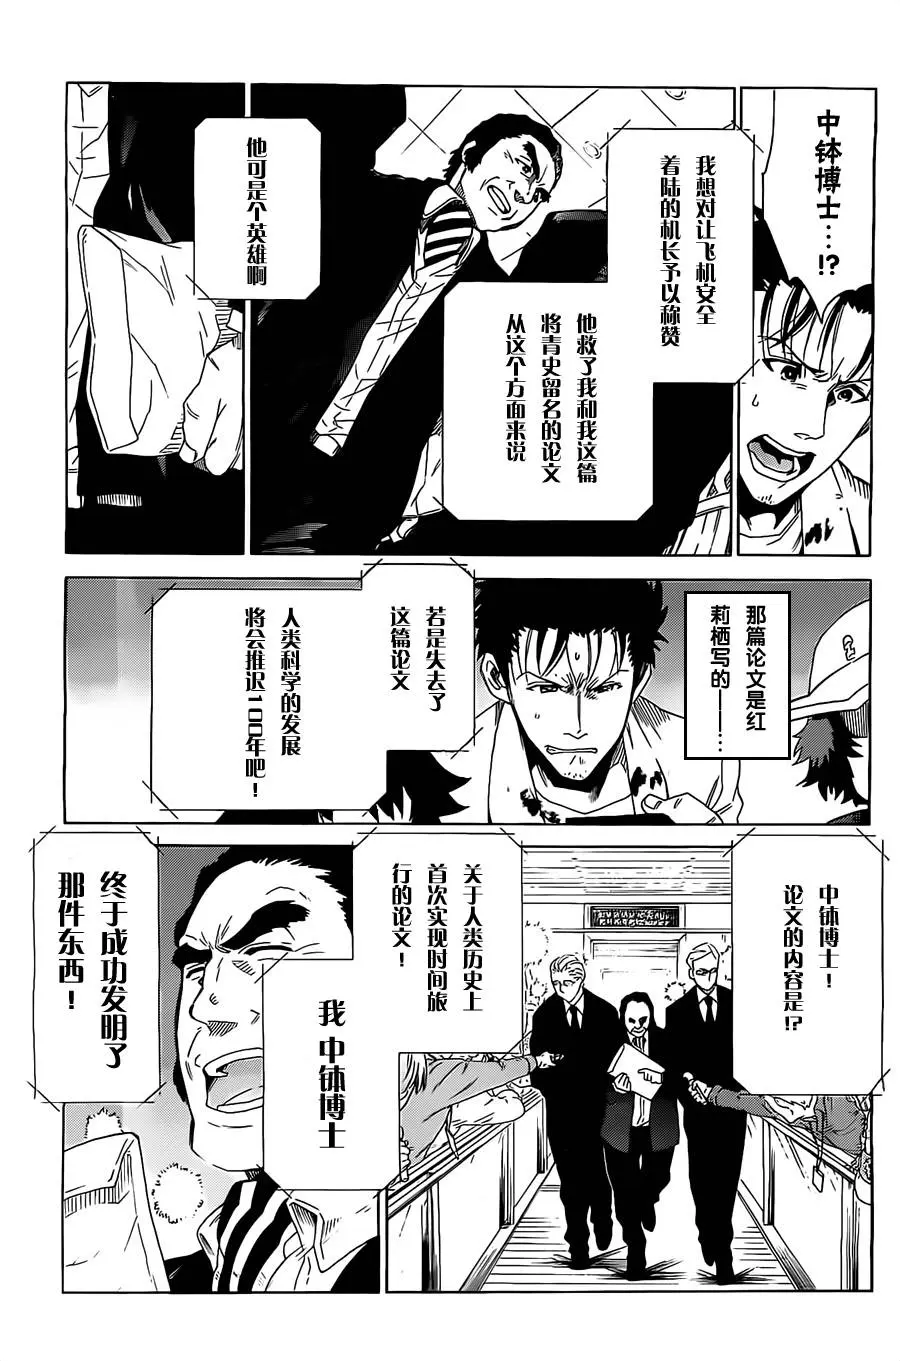 中钵博士…!?
我想对让飞机安全
着陆的机长予以称赞
他救了我和我这篇
将青史留名的论文
从这个方面来说
他可是个英雄啊
那篇论文是红
莉栖写的———…
若是失去了
这篇论文
人类科学的发展
将会推迟100年吧！
中钵博士！
论文的内容是!?
关于人类历史上
首次实现时间旅
行的论文！
我 中钵博士
终于成功发明了
那件东西！